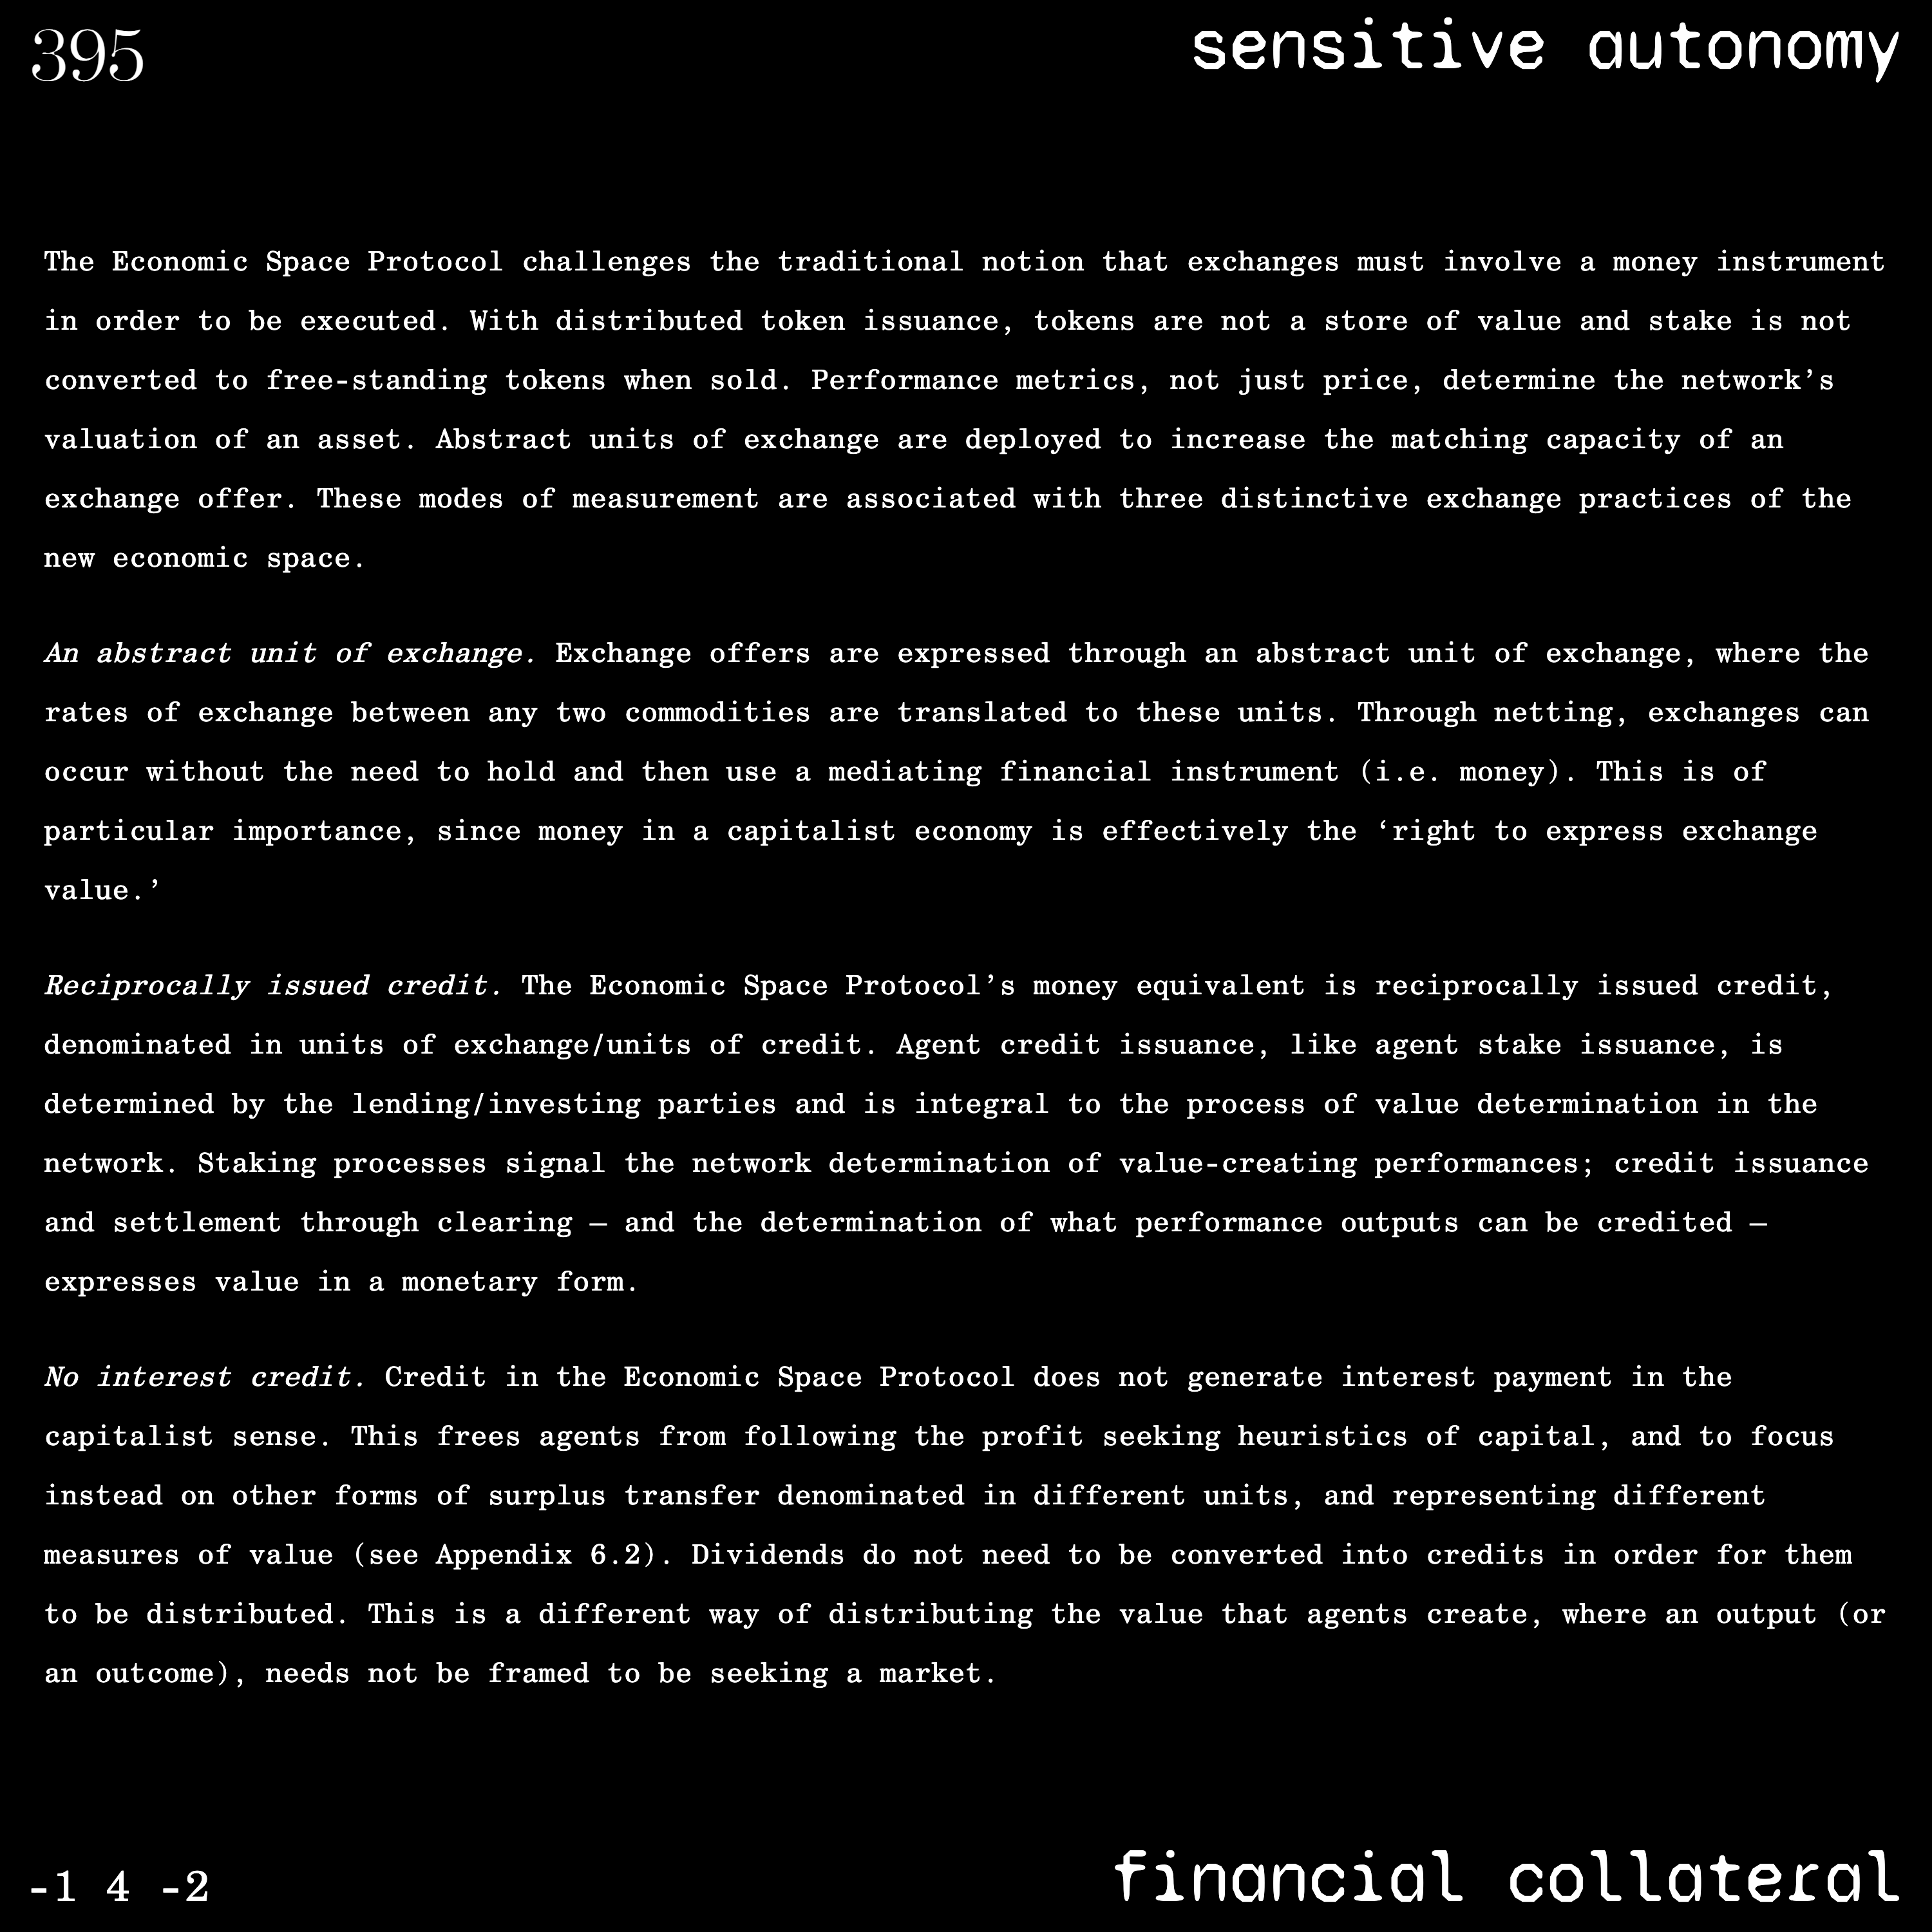 395
sensitive autonomy
The Economic Space Protocol challenges the traditional notion that exchanges must involve a money instrument
in order to be executed. With distributed token issuance, tokens are not a store of value and stake is not
converted to free-standing tokens when sold. Performance metrics, not just price, determine the network’s
valuation of an asset. Abstract units of exchange are deployed to increase the matching capacity of an
exchange offer. These modes of measurement are associated with three distinctive exchange practices of the
new economic space.
An abstract unit of exchange. Exchange offers are expressed through an abstract unit of exchange, where the
rates of exchange between any two commodities are translated to these units. Through netting, exchanges can
occur without the need to hold and then use a mediating financial instrument (i.e. money). This is of
particular importance, since money in a capitalist economy is effectively the ‘right to express exchange
value.’
Reciprocally issued credit. The Economic Space Protocol’s money equivalent is reciprocally issued credit,
denominated in units of exchange/units of credit. Agent credit issuance, like agent stake issuance, is
determined by the lending/investing parties and is integral to the process of value determination in the
network. Staking processes signal the network determination of value-creating performances; credit issuance
and settlement through clearing – and the determination of what performance outputs can be credited –
expresses value in a monetary form.
No interest credit. Credit in the Economic Space Protocol does not generate interest payment in the
capitalist sense. This frees agents from following the profit seeking heuristics of capital, and to focus
instead on other forms of surplus transfer denominated in different units, and representing different
measures of value (see Appendix 6.2). Dividends do not need to be converted into credits in order for them
to be distributed. This is a different way of distributing the value that agents create, where an output (or
an outcome), needs not be framed to be seeking a market.
-1 4 -2
financial collateral